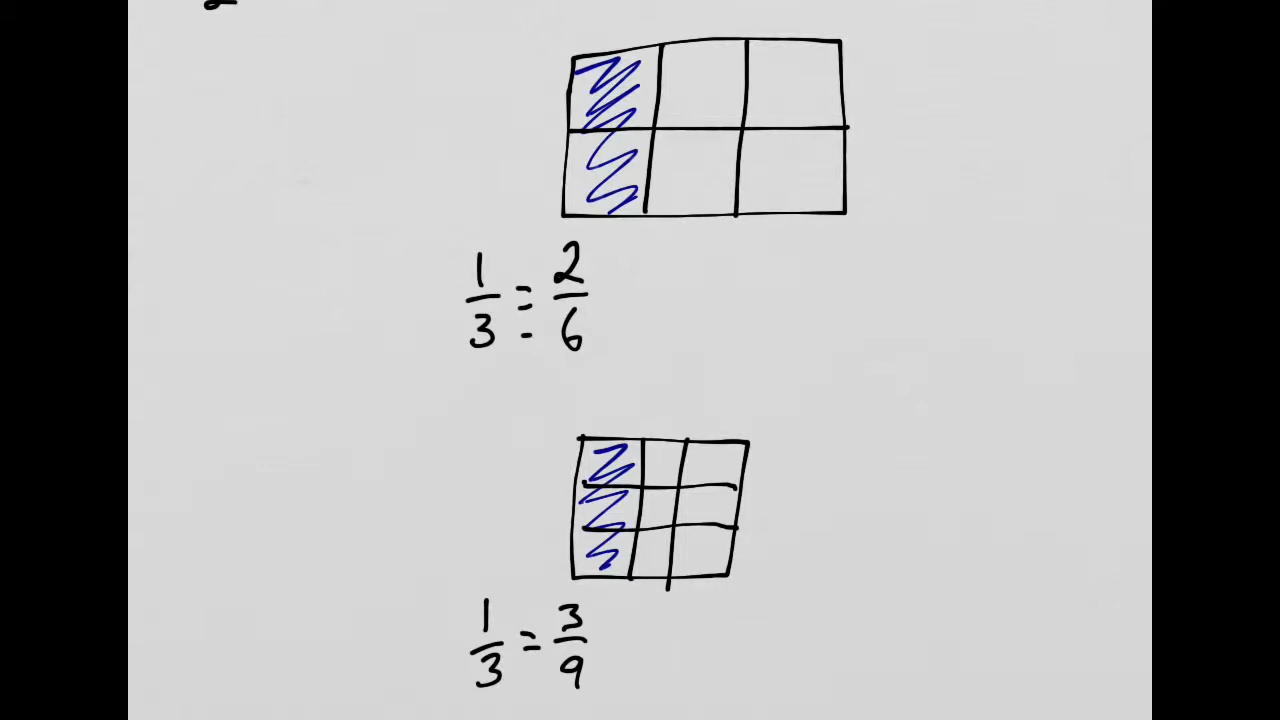 1/3 = 2/6
1/3 = 3/9